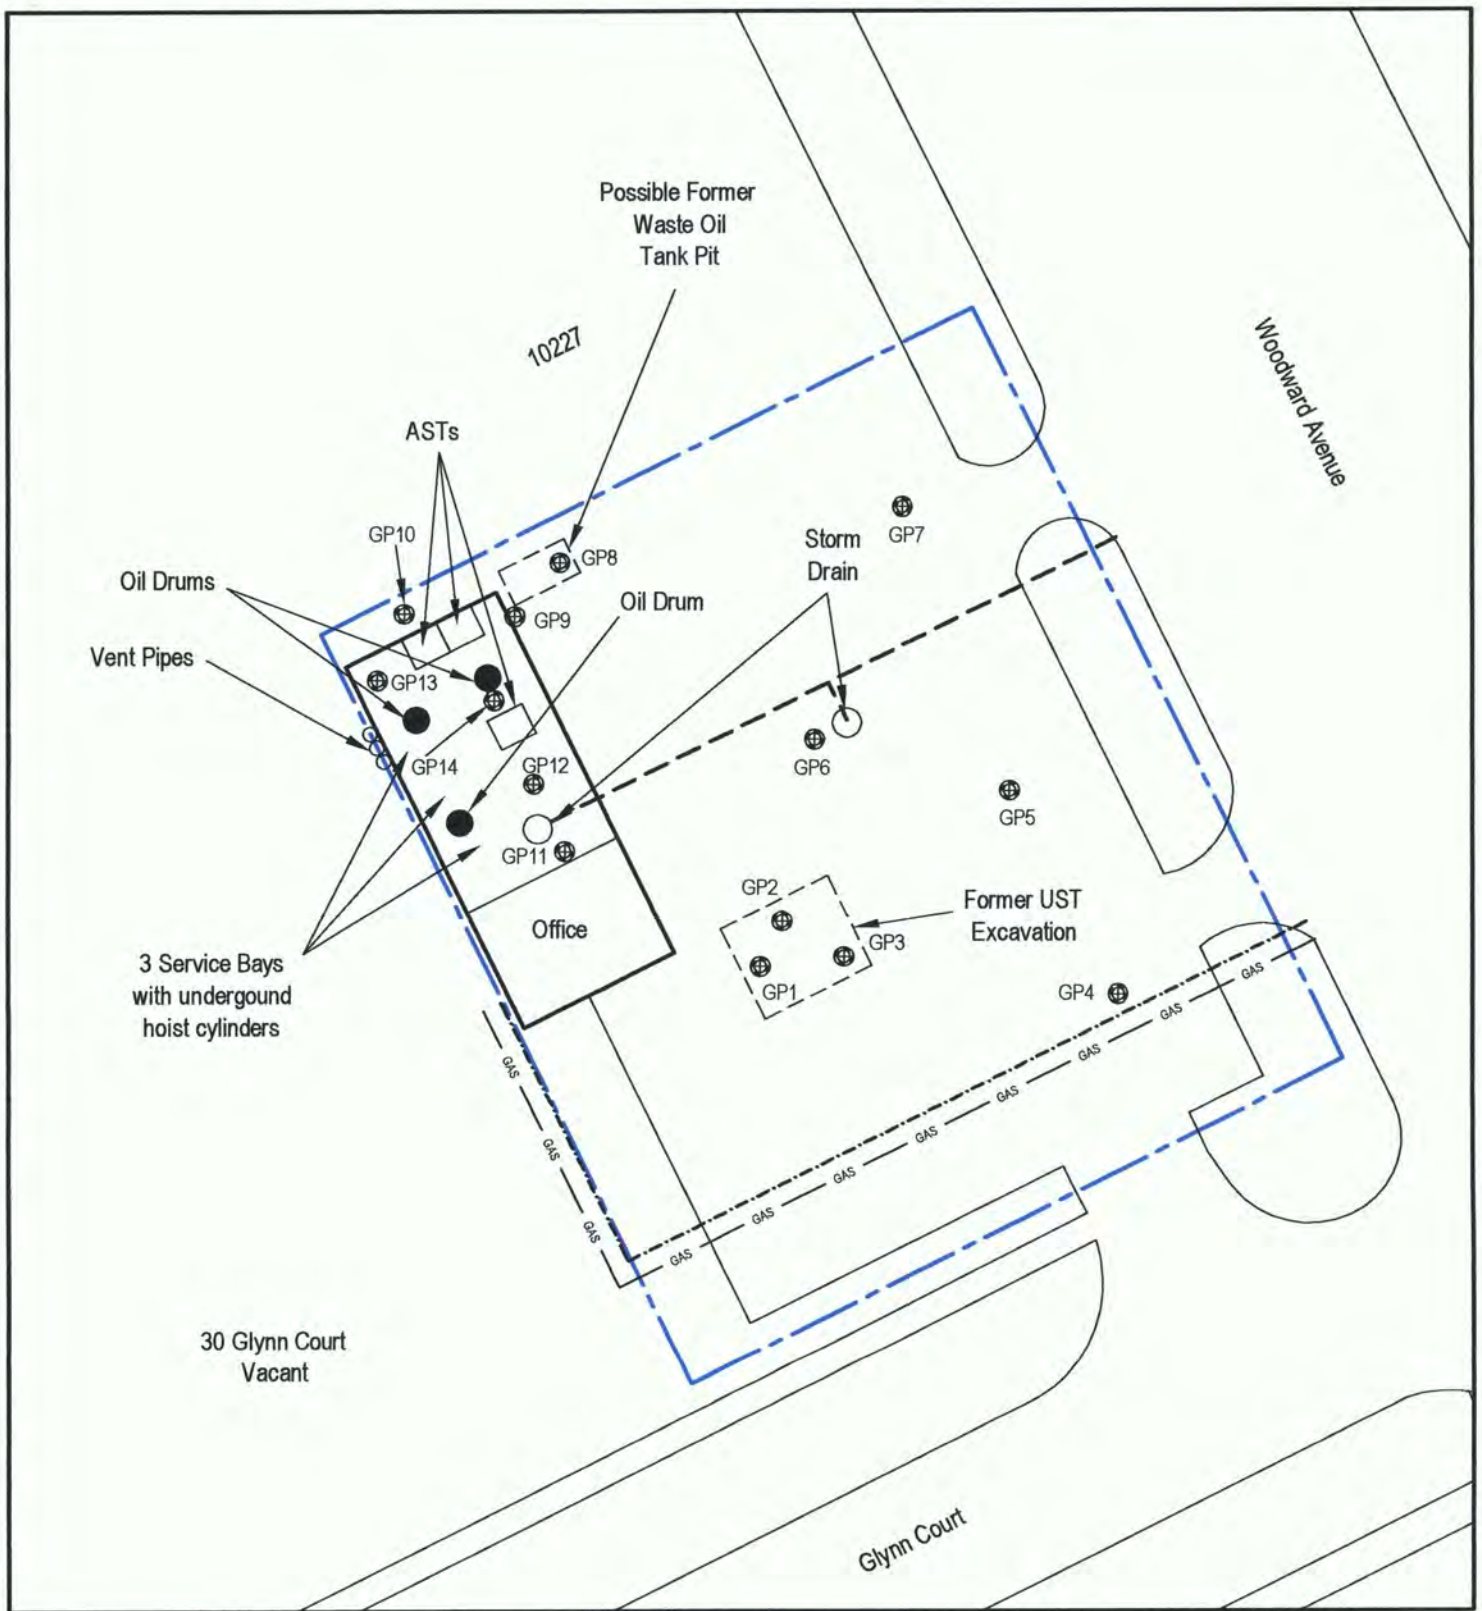 Possible Former
Waste Oil
Tank Pit
10227
Woodward Avenue
ASTs
GP10
GP7
GP8
Storm
Drain
Oil Drums
Oil Drum
GP9
Vent Pipes
GP13
GP14
GP12
GP6
GP5
GP11
GP2
Former UST
Excavation
Office
GP3
3 Service Bays
with undergound
hoist cylinders
GP1
GP4
GAS
GAS
GAS
GAS
GAS
GAS
GAS
GAS
GAS
GAS
GAS
30 Glynn Court
Vacant
Glynn Court